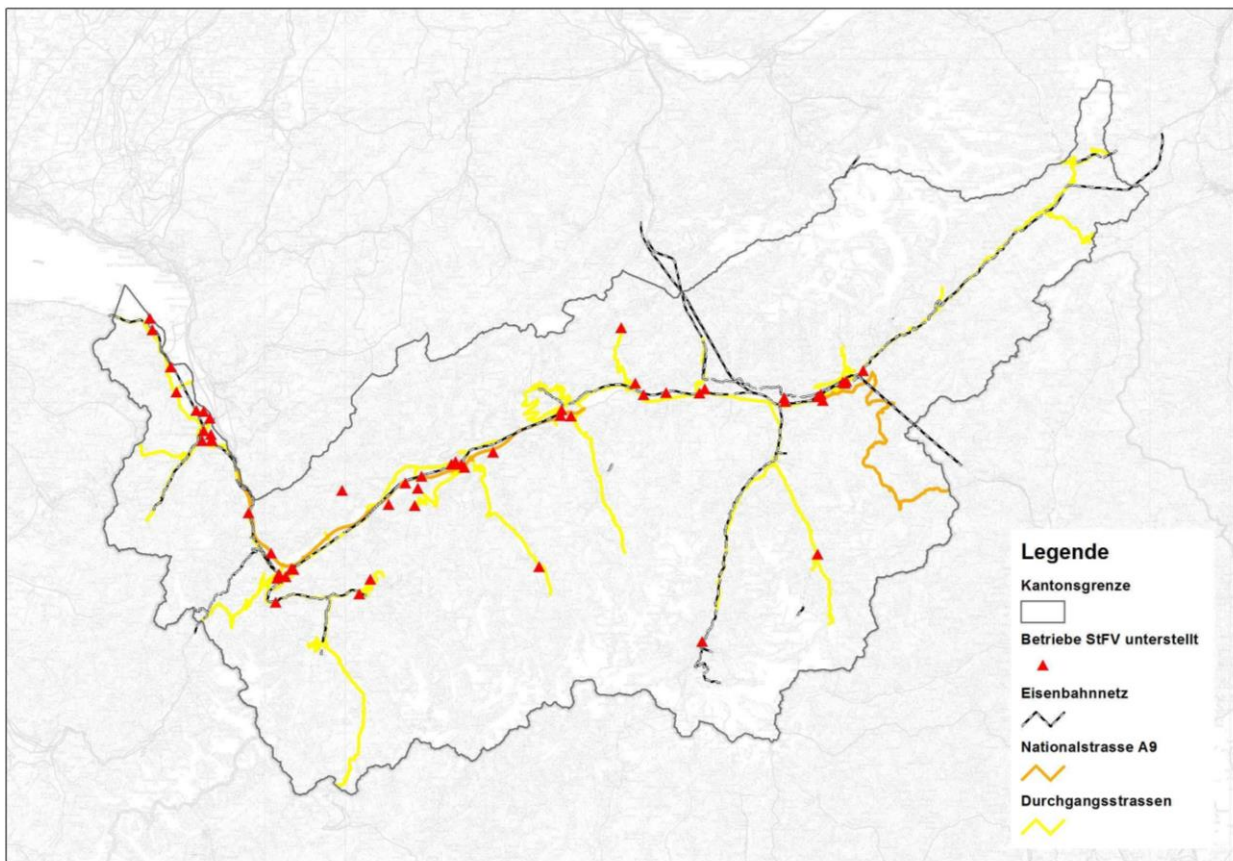 Legende
Kantonsgrenze
Betriebe StFV unterstellt
Eisenbahnnetz
Nationalstrasse A9
Durchgangsstrassen